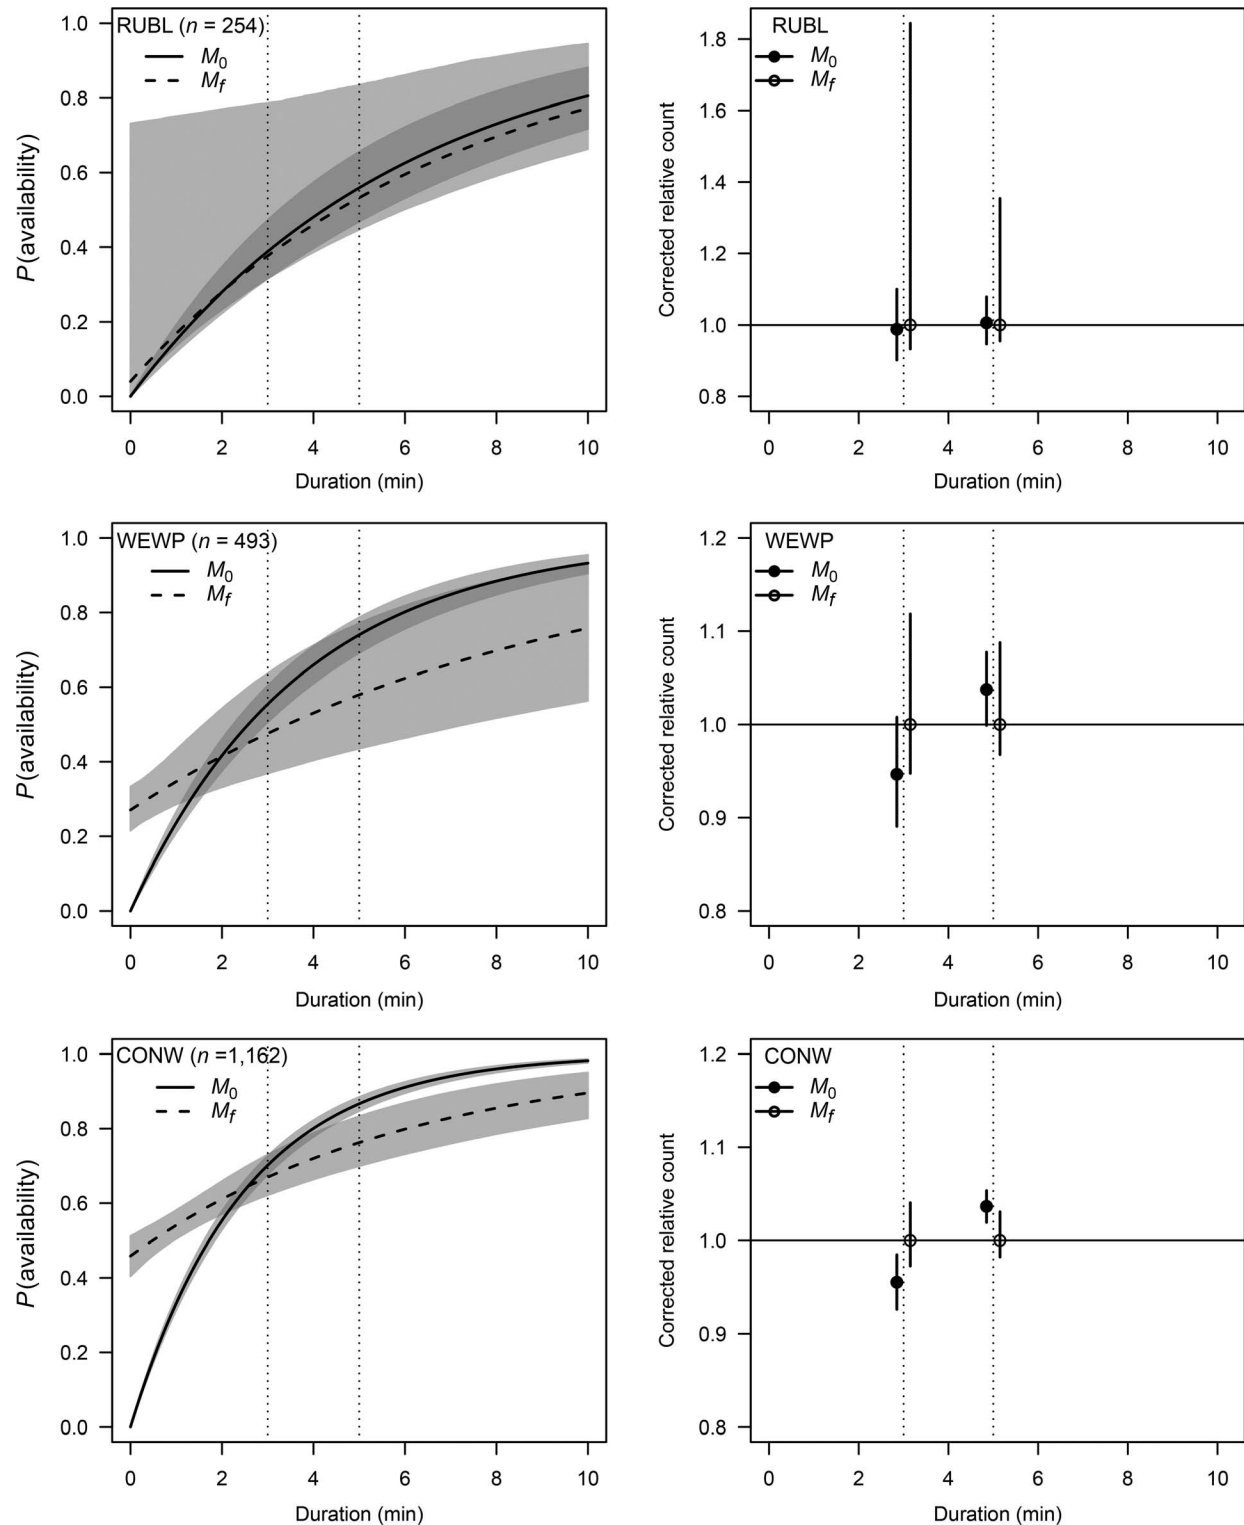 RUBL (n = 254)
M0
Mf
1.0
0.8
0.6
0.4
0.2
0.0
P(availability)
0 2 4 6 8 10
Duration (min)
RUBL
M0
Mf
1.8
1.6
1.4
1.2
1.0
0.8
Corrected relative count
0 2 4 6 8 10
Duration (min)
WEWP (n = 493)
M0
Mf
1.0
0.8
0.6
0.4
0.2
0.0
P(availability)
0 2 4 6 8 10
Duration (min)
WEWP
M0
Mf
1.2
1.1
1.0
0.9
0.8
Corrected relative count
0 2 4 6 8 10
Duration (min)
CONW (n =1,162)
M0
Mf
1.0
0.8
0.6
0.4
0.2
0.0
P(availability)
0 2 4 6 8 10
Duration (min)
CONW
M0
Mf
1.2
1.1
1.0
0.9
0.8
Corrected relative count
0 2 4 6 8 10
Duration (min)